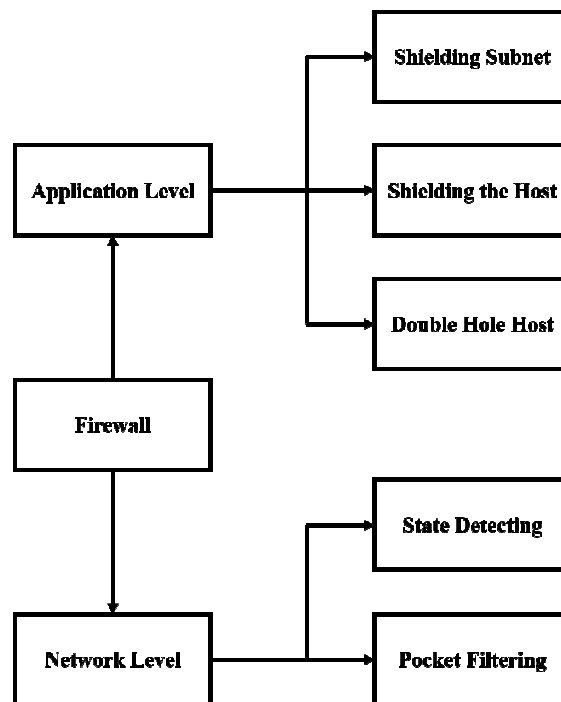 Shielding Subnet
Application Level
Shielding the Host
Double Hole Host
Firewall
State Detecting
Network Level
Pocket Filtering